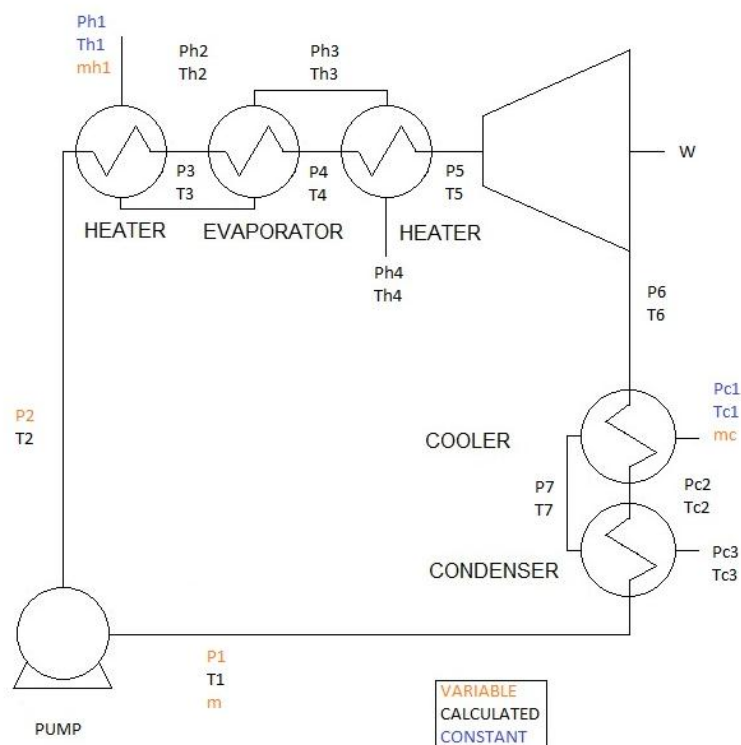 Ph1
Th1
mh1
Ph2
Th2
Ph3
Th3
P3
T3
P4
T4
P5
T5
W
HEATER
EVAPORATOR
HEATER
Ph4
Th4
P6
T6
P2
T2
Pc1
Tc1
mc
COOLER
P7
T7
Pc2
Tc2
Pc3
Tc3
CONDENSER
P1
T1
m
PUMP
VARIABLE
CALCULATED
CONSTANT